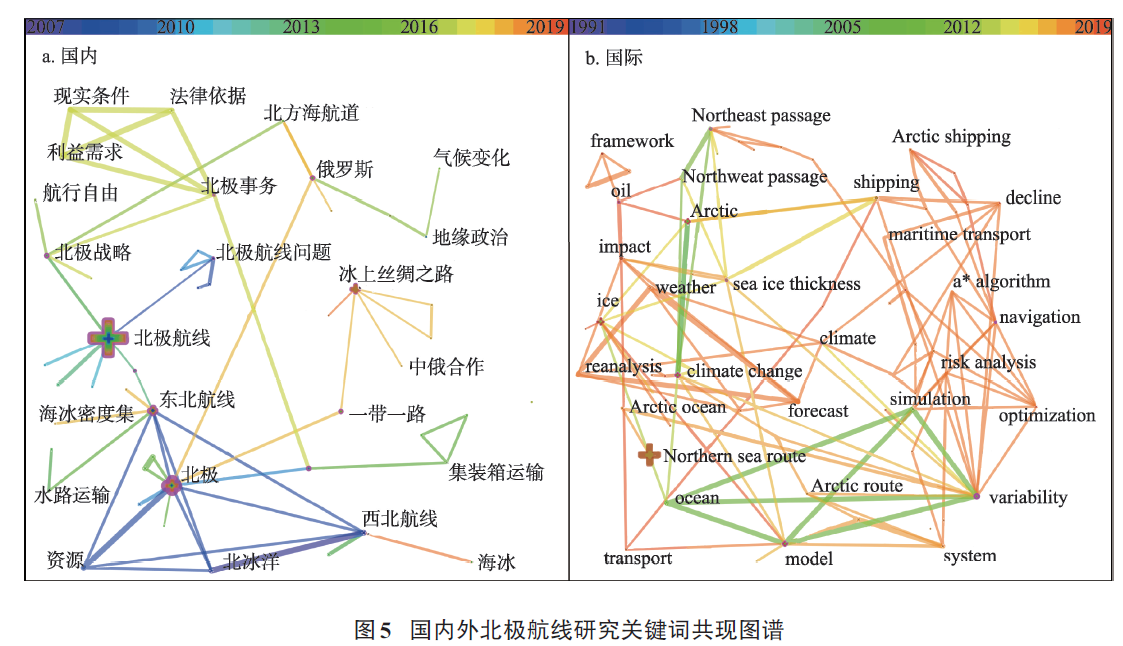 2007 2010 2013 2016 2019
a. 国内
现实条件 法律依据
北方海航道
利益需求
俄罗斯 气候变化
航行自由 北极事务
地缘政治
北极战略 北极航线问题
冰上丝绸之路
北极航线
中俄合作
东北航线
海冰密度集 一带一路
北极 集装箱运输
水路运输
西北航线
资源 北冰洋 海冰
1991 1998 2005 2012 2019
b. 国际
Northeast passage
framework Arctic shipping
Northweat passage shipping
oil decline
Arctic
maritime transport
impact
weather sea ice thickness a* algorithm
ice
navigation
climate
reanalysis climate change risk analysis
Arctic ocean forecast simulation
optimization
Northern sea route
ocean Arctic route variability
transport model system
图5 国内外北极航线研究关键词共现图谱